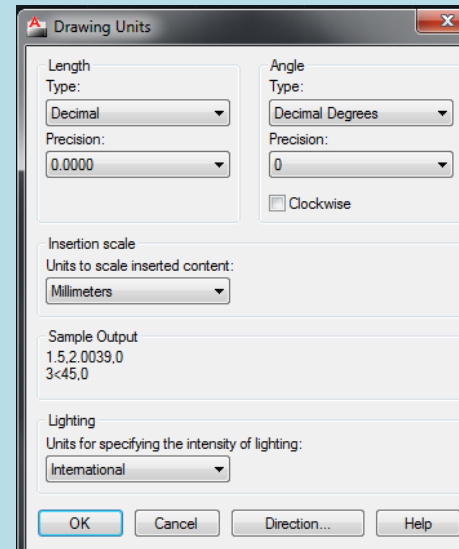 Drawing Units
Length
Type:
Decimal
Precision:
0.0000
Angle
Type:
Decimal Degrees
Precision:
0
Clockwise
Insertion scale
Units to scale inserted content:
Millimeters
Sample Output
1.5,2.0039,0
3<45,0
Lighting
Units for specifying the intensity of lighting:
International
OK Cancel Direction... Help